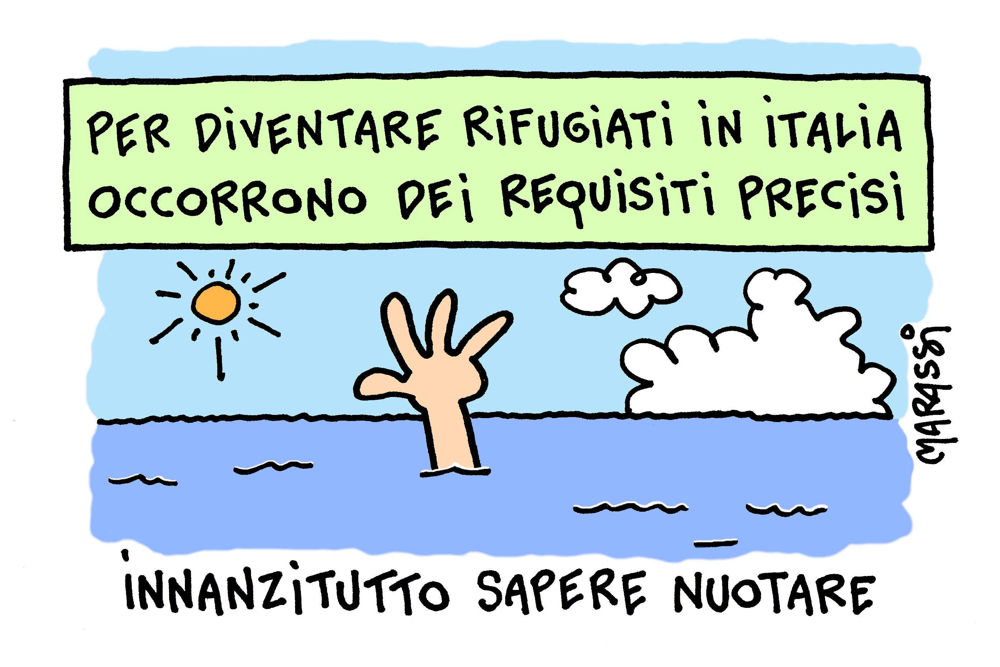 PER DiVENTARE RiFUGiATi iN iTALiA
OCCORRONO DEi REQUiSiTi PRECiSi
MARASSi
iNNANZiTUTTO SAPERE NUOTARE